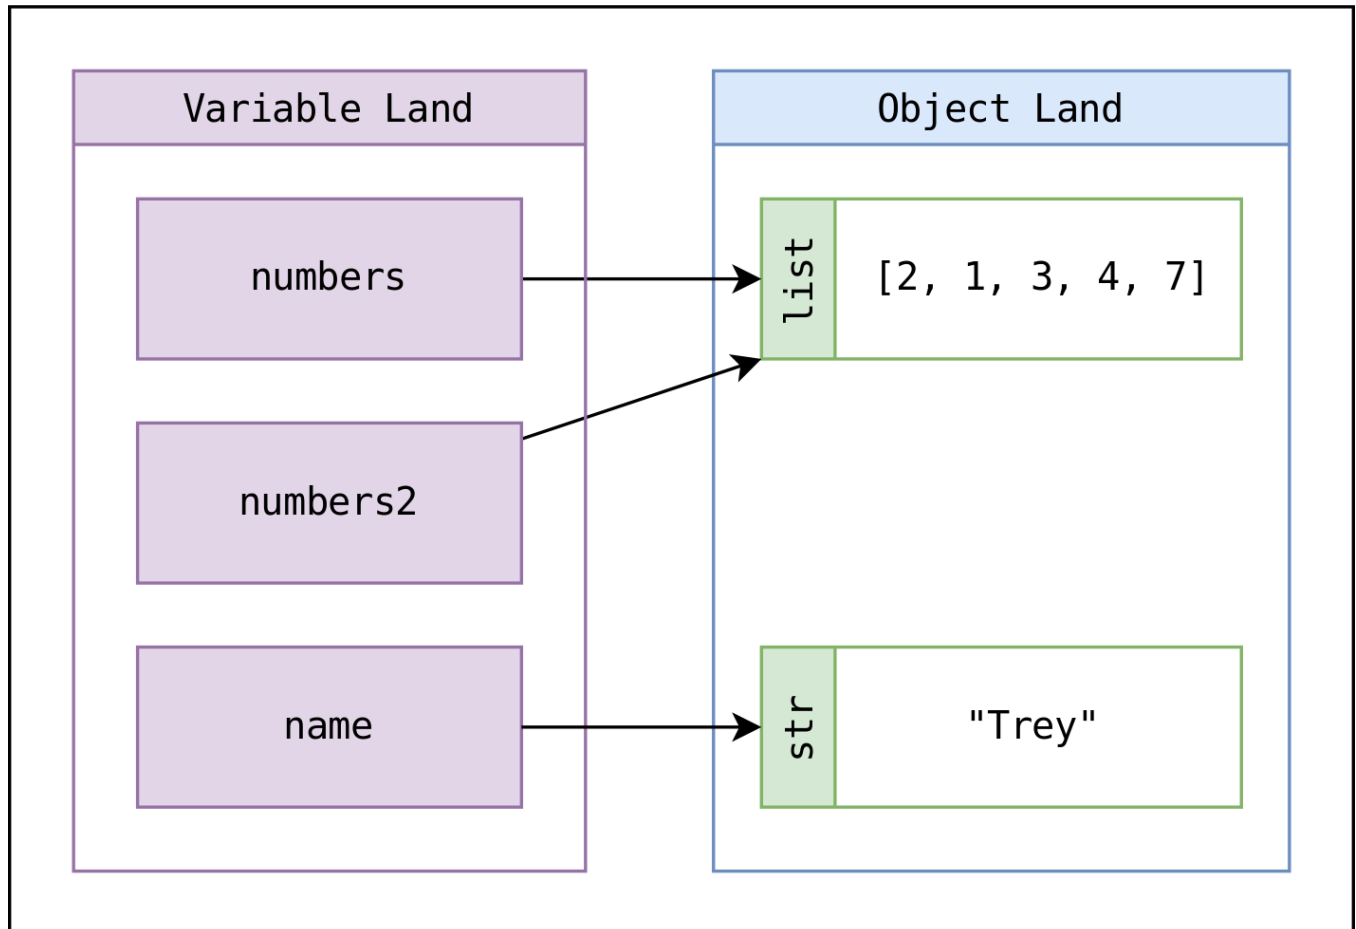 Variable Land
Object Land
numbers
list
[2, 1, 3, 4, 7]
numbers2
name
str
"Trey"